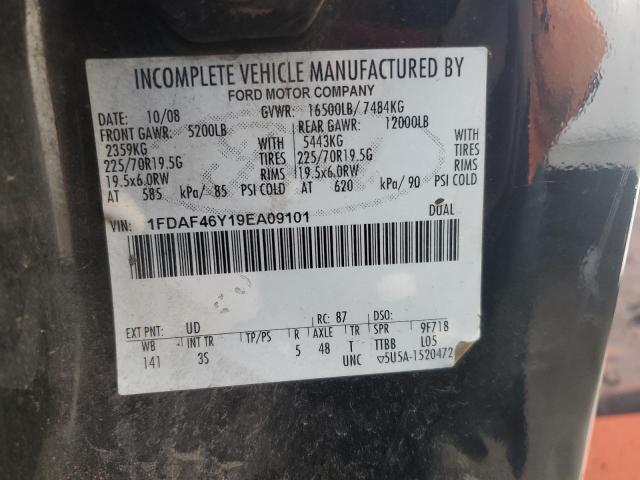 INCOMPLETE VEHICLE MANUFACTURED BY
FORD MOTOR COMPANY
DATE: 10/08 GVWR: 16500LB/ 7484KG
FRONT GAWR: 5200LB REAR GAWR: 12000LB
2359KG WITH 5443KG WITH
225/70R19.5G TIRES 225/70R19.5G TIRES
19.5x6.0RW RIMS 19.5x6.0RW RIMS
AT 585 kPa/ 85 PSI COLD AT 620 kPa/ 90 PSI COLD
VIN: 1FDAF46Y19EA09101 DUAL
EXT PNT: UD RC: 87 DSO:
WB INT TR TP/PS R AXLE TR SPR 9F718
141 3S 5 48 T TTBB L05
UNC ▽5U5A-1520472